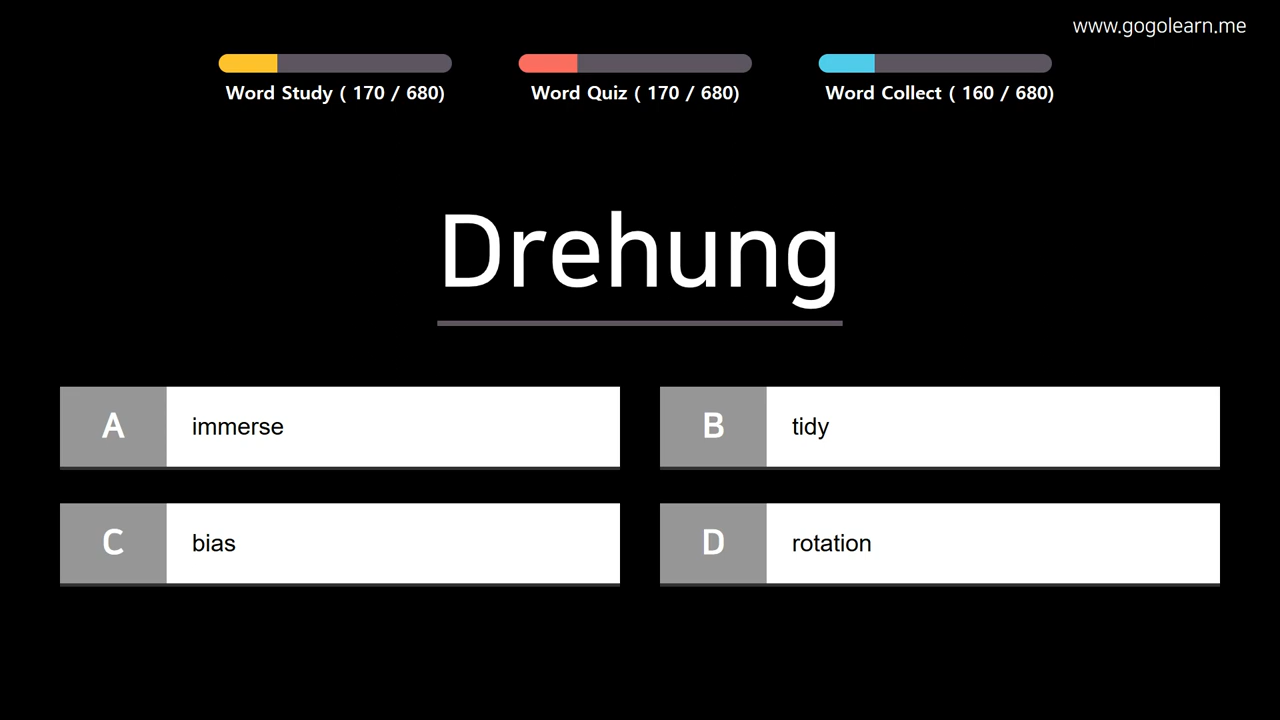 www.gogolearn.me
Word Study ( 170 / 680)
Word Quiz ( 170 / 680)
Word Collect ( 160 / 680)
Drehung
A immerse
B tidy
C bias
D rotation